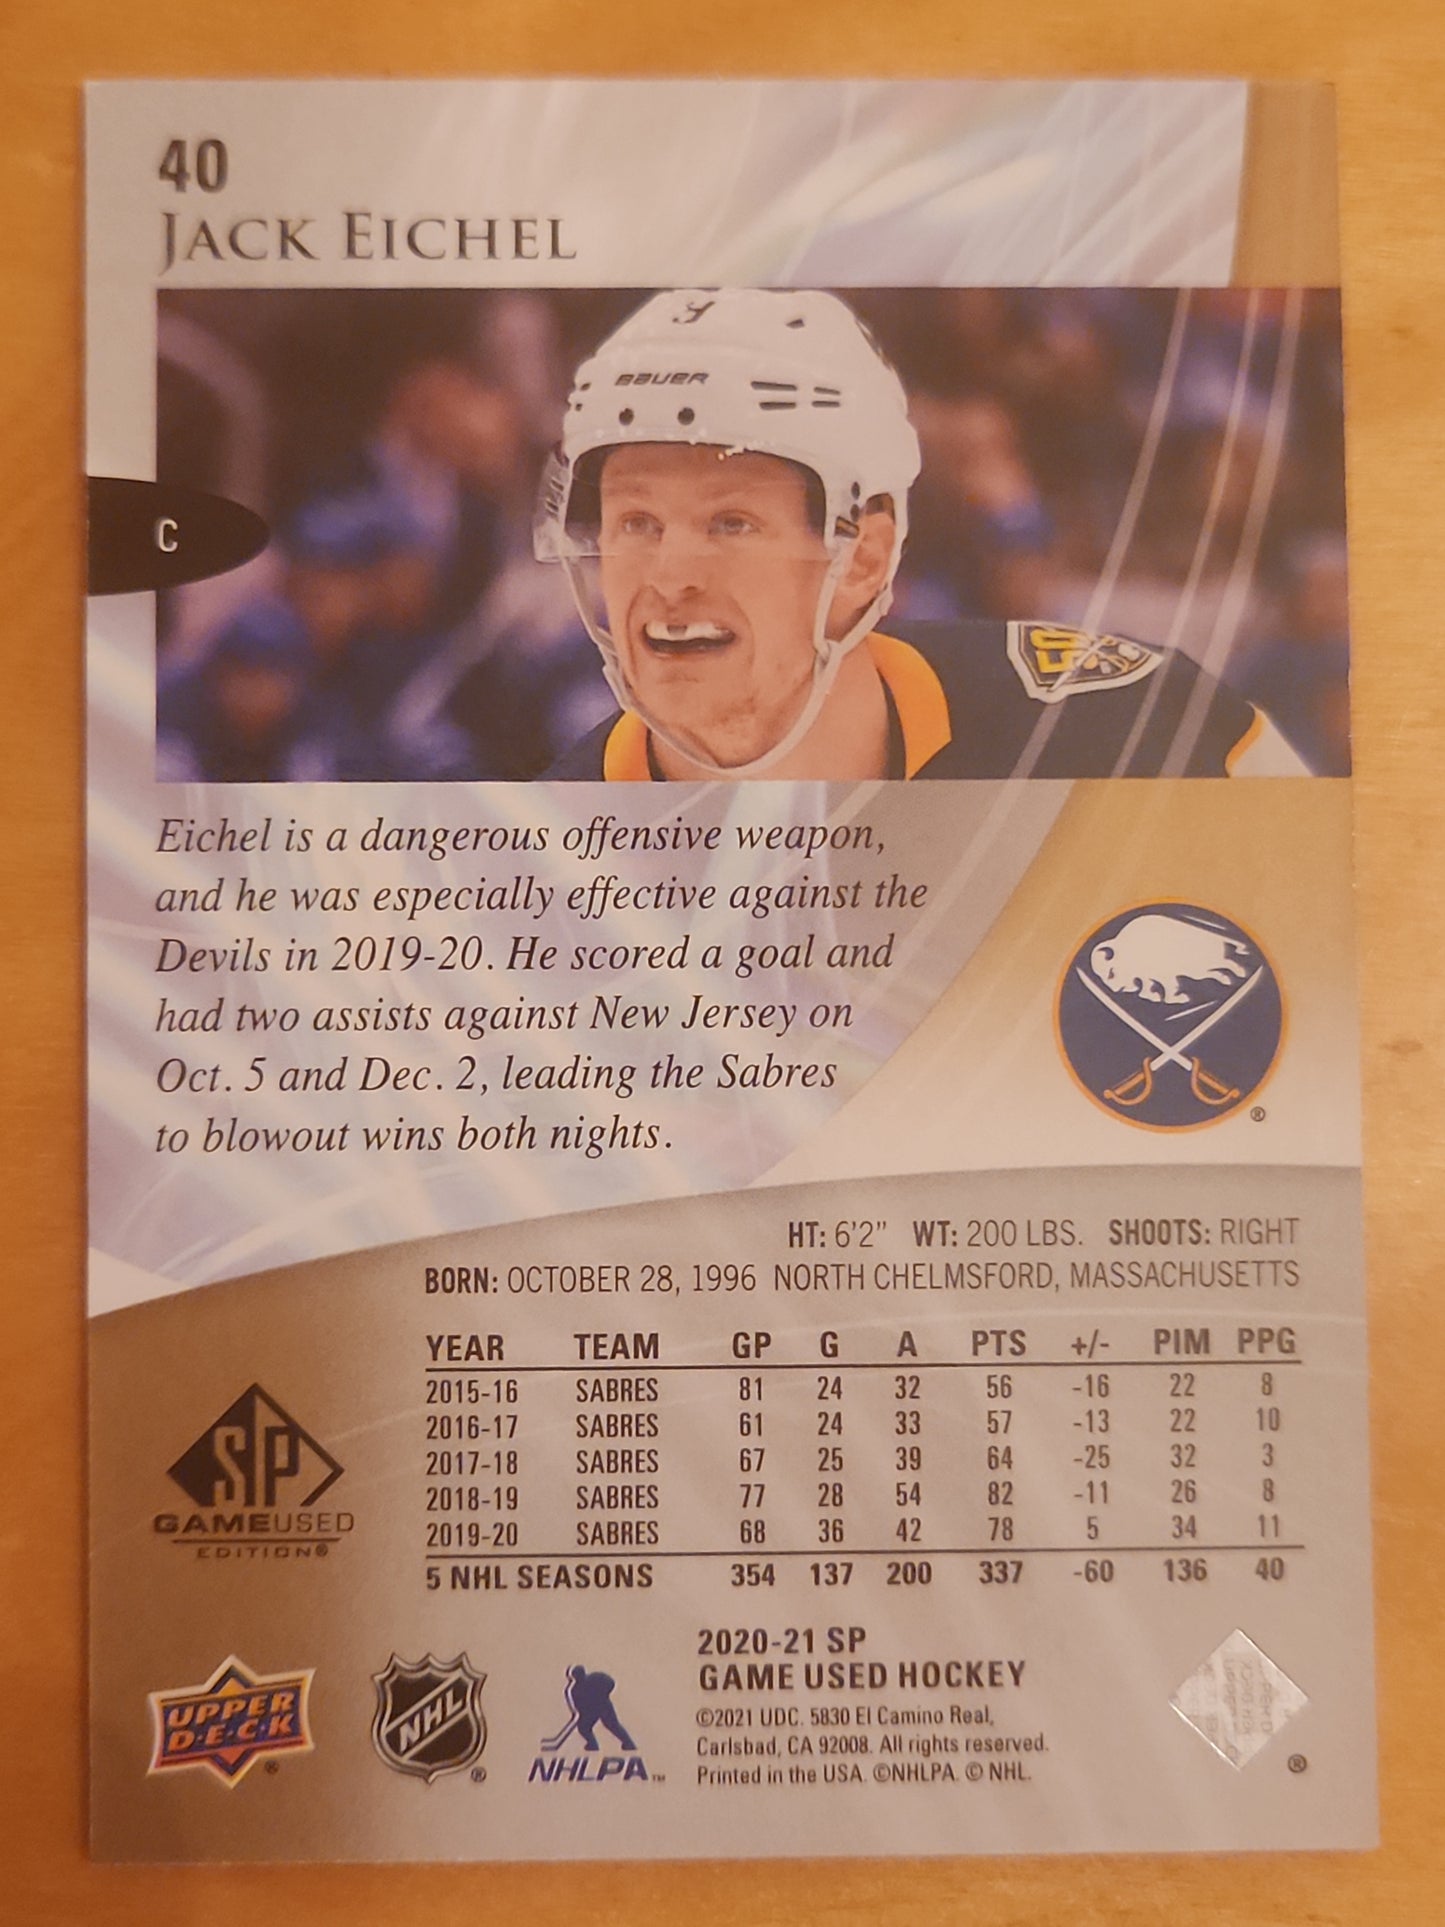 40
JACK EICHEL
BAUER
C
50
Eichel is a dangerous offensive weapon,
and he was especially effective against the
Devils in 2019-20. He scored a goal and
had two assists against New Jersey on
Oct. 5 and Dec. 2, leading the Sabres
to blowout wins both nights.
®
HT: 6'2" WT: 200 LBS. SHOOTS: RIGHT
BORN: OCTOBER 28, 1996 NORTH CHELMSFORD, MASSACHUSETTS
YEAR TEAM GP G A PTS +/- PIM PPG
2015-16 SABRES 81 24 32 56 -16 22 8
2016-17 SABRES 61 24 33 57 -13 22 10
2017-18 SABRES 67 25 39 64 -25 32 3
2018-19 SABRES 77 28 54 82 -11 26 8
2019-20 SABRES 68 36 42 78 5 34 11
5 NHL SEASONS 354 137 200 337 -60 136 40
SP
GAMEUSED
EDITION®
UPPER
D·E·C·K
®
NHL
®
NHLPA™
2020-21 SP
GAME USED HOCKEY
©2021 UDC. 5830 El Camino Real,
Carlsbad, CA 92008. All rights reserved.
Printed in the USA. ©NHLPA. © NHL.
®